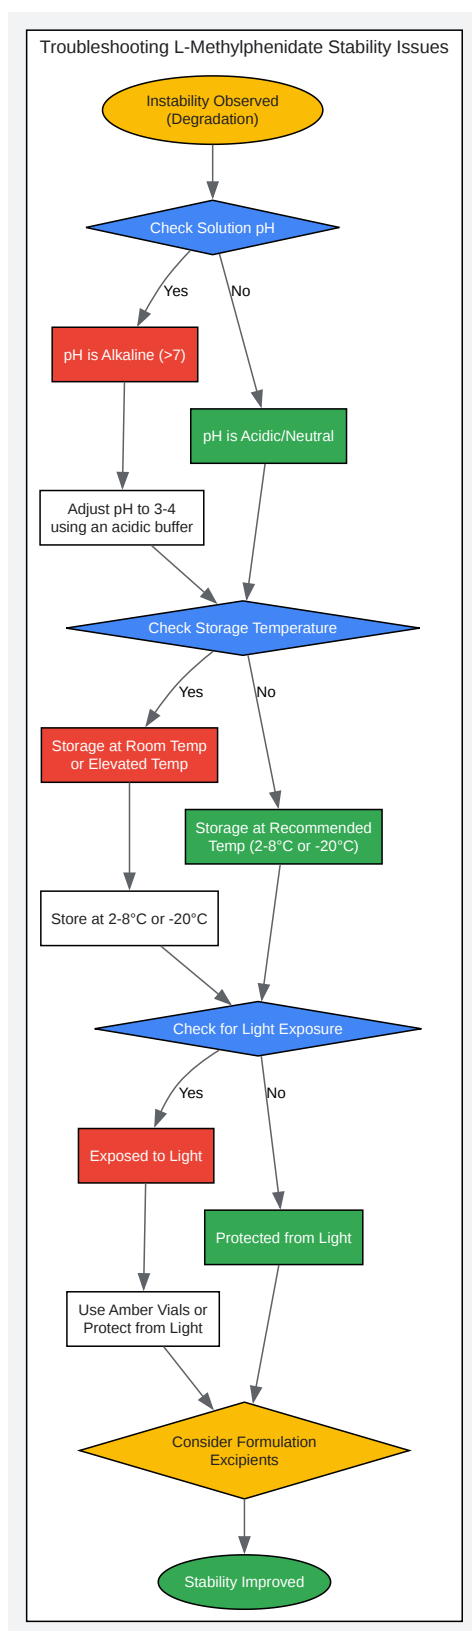 Troubleshooting L-Methylphenidate Stability Issues
Instability Observed
(Degradation)
Check Solution pH
Yes
No
pH is Alkaline (>7)
pH is Acidic/Neutral
Adjust pH to 3-4
using an acidic buffer
Check Storage Temperature
Yes
No
Storage at Room Temp
or Elevated Temp
Storage at Recommended
Temp (2-8°C or -20°C)
Store at 2-8°C or -20°C
Check for Light Exposure
Yes
No
Exposed to Light
Protected from Light
Use Amber Vials or
Protect from Light
Consider Formulation
Excipients
Stability Improved